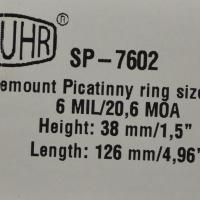 UHR®
SP-7602
emount Picatinny ring size
6 MIL/20,6 MOA
Height: 38 mm/1,5"
Length: 126 mm/4,96"